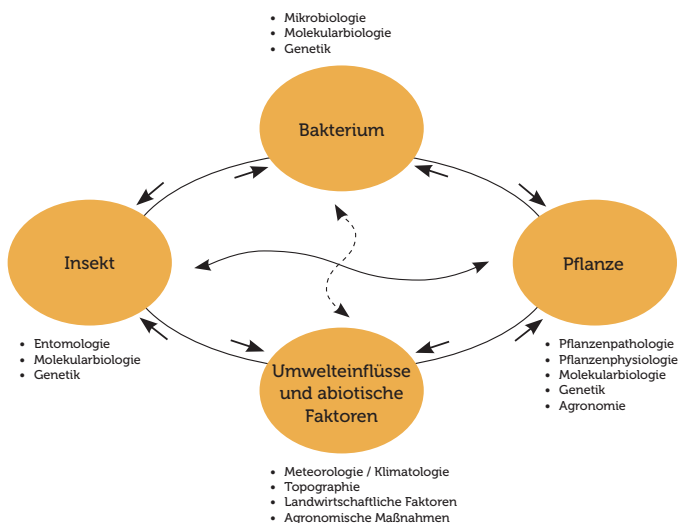 • Mikrobiologie
• Molekularbiologie
• Genetik
Bakterium
Insekt
Pflanze
• Entomologie
• Molekularbiologie
• Genetik
• Pflanzenpathologie
• Pflanzenphysiologie
• Molekularbiologie
• Genetik
• Agronomie
Umwelteinflüsse
und abiotische
Faktoren
• Meteorologie / Klimatologie
• Topographie
• Landwirtschaftliche Faktoren
• Agronomische Maßnahmen